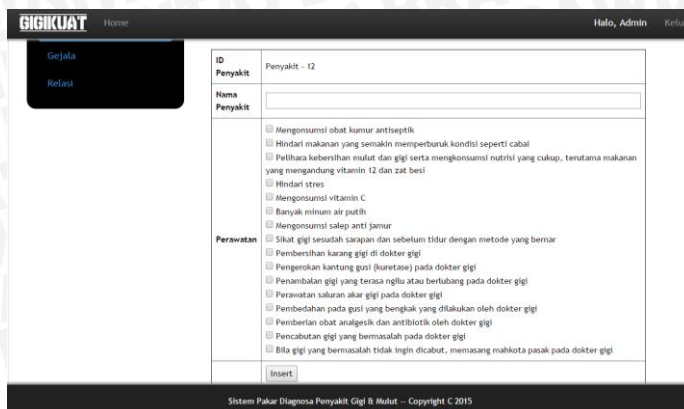 GIGIKUAT Home Halo, Admin Kelu
Gejala
Relasi
ID Penyakit
Penyakit - 12
Nama Penyakit
Perawatan
Mengonsumsi obat kumur antiseptik
Hindari makanan yang semakin memperburuk kondisi seperti cabai
Pelihara kebersihan mulut dan gigi serta mengkonsumsi nutrisi yang cukup, terutama makanan
yang mengandung vitamin 12 dan zat besi
Hindari stres
Mengonsumsi vitamin C
Banyak minum air putih
Mengonsumsi salep anti jamur
Sikat gigi sesudah sarapan dan sebelum tidur dengan metode yang bernar
Pembersihan karang gigi di dokter gigi
Pengerokan kantung gusi (kuretase) pada dokter gigi
Penambalan gigi yang terasa ngilu atau berlubang pada dokter gigi
Perawatan saluran akar gigi pada dokter gigi
Pembedahan pada gusi yang bengkak yang dilakukan oleh dokter gigi
Pemberian obat analgesik dan antibiotik oleh dokter gigi
Pencabutan gigi yang bermasalah pada dokter gigi
Bila gigi yang bermasalah tidak ingin dicabut, memasang mahkota pasak pada dokter gigi
Insert
Sistem Pakar Diagnosa Penyakit Gigi & Mulut -- Copyright C 2015